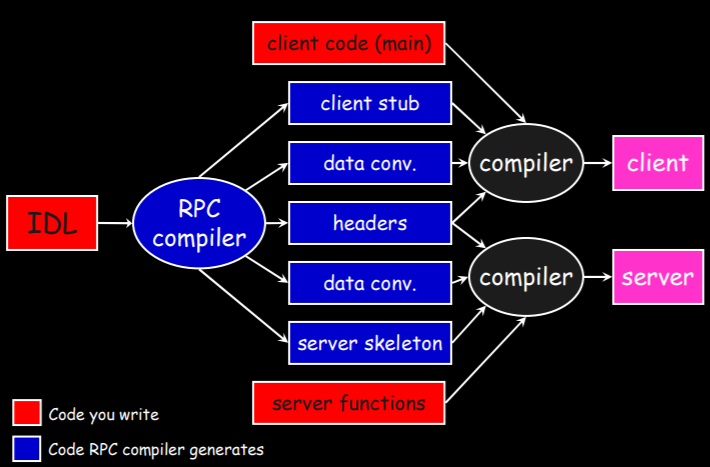 client code (main)
client stub
data conv.
compiler
client
IDL
RPC
compiler
headers
data conv.
compiler
server
server skeleton
server functions
Code you write
Code RPC compiler generates